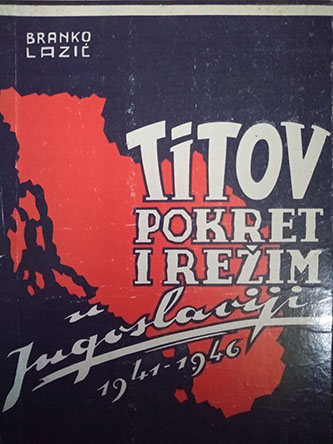 BRANKO
LAZIĆ
TiTOV
POKRET
I REŽIM
u
Jugoslaviji
1941-1946